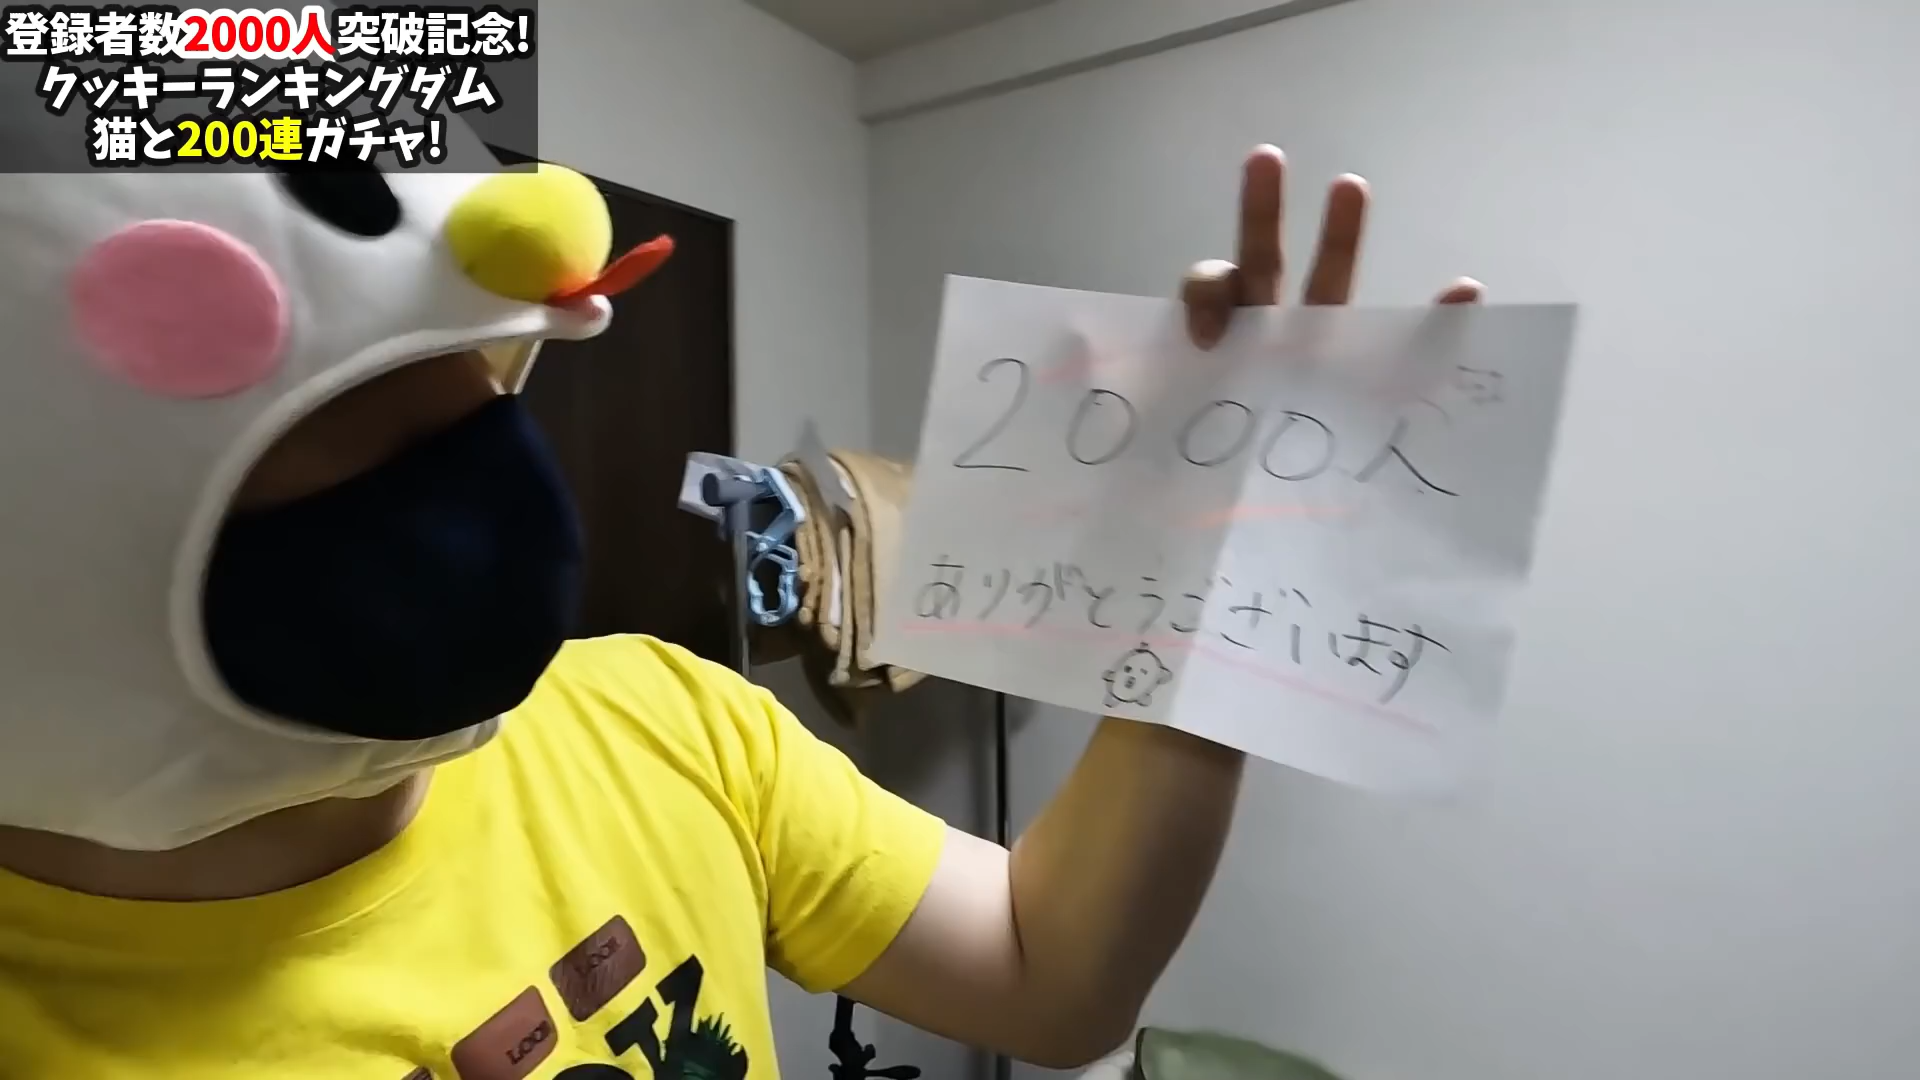 登録者数2000人突破記念!
クッキーランキングダム
猫と200連ガチャ!
2000人
ありがとうございます
LOOK
LOOK